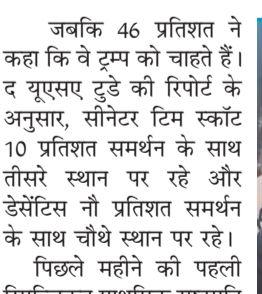 जबकि 46 प्रतिशत ने
कहा कि वे ट्रम्प को चाहते हैं।
द यूएसए टुडे की रिपोर्ट के
अनुसार, सीनेटर टिम स्कॉट
10 प्रतिशत समर्थन के साथ
तीसरे स्थान पर रहे और
डेसेंटिस नौ प्रतिशत समर्थन
के साथ चौथे स्थान पर रहे।
पिछले महीने की पहली